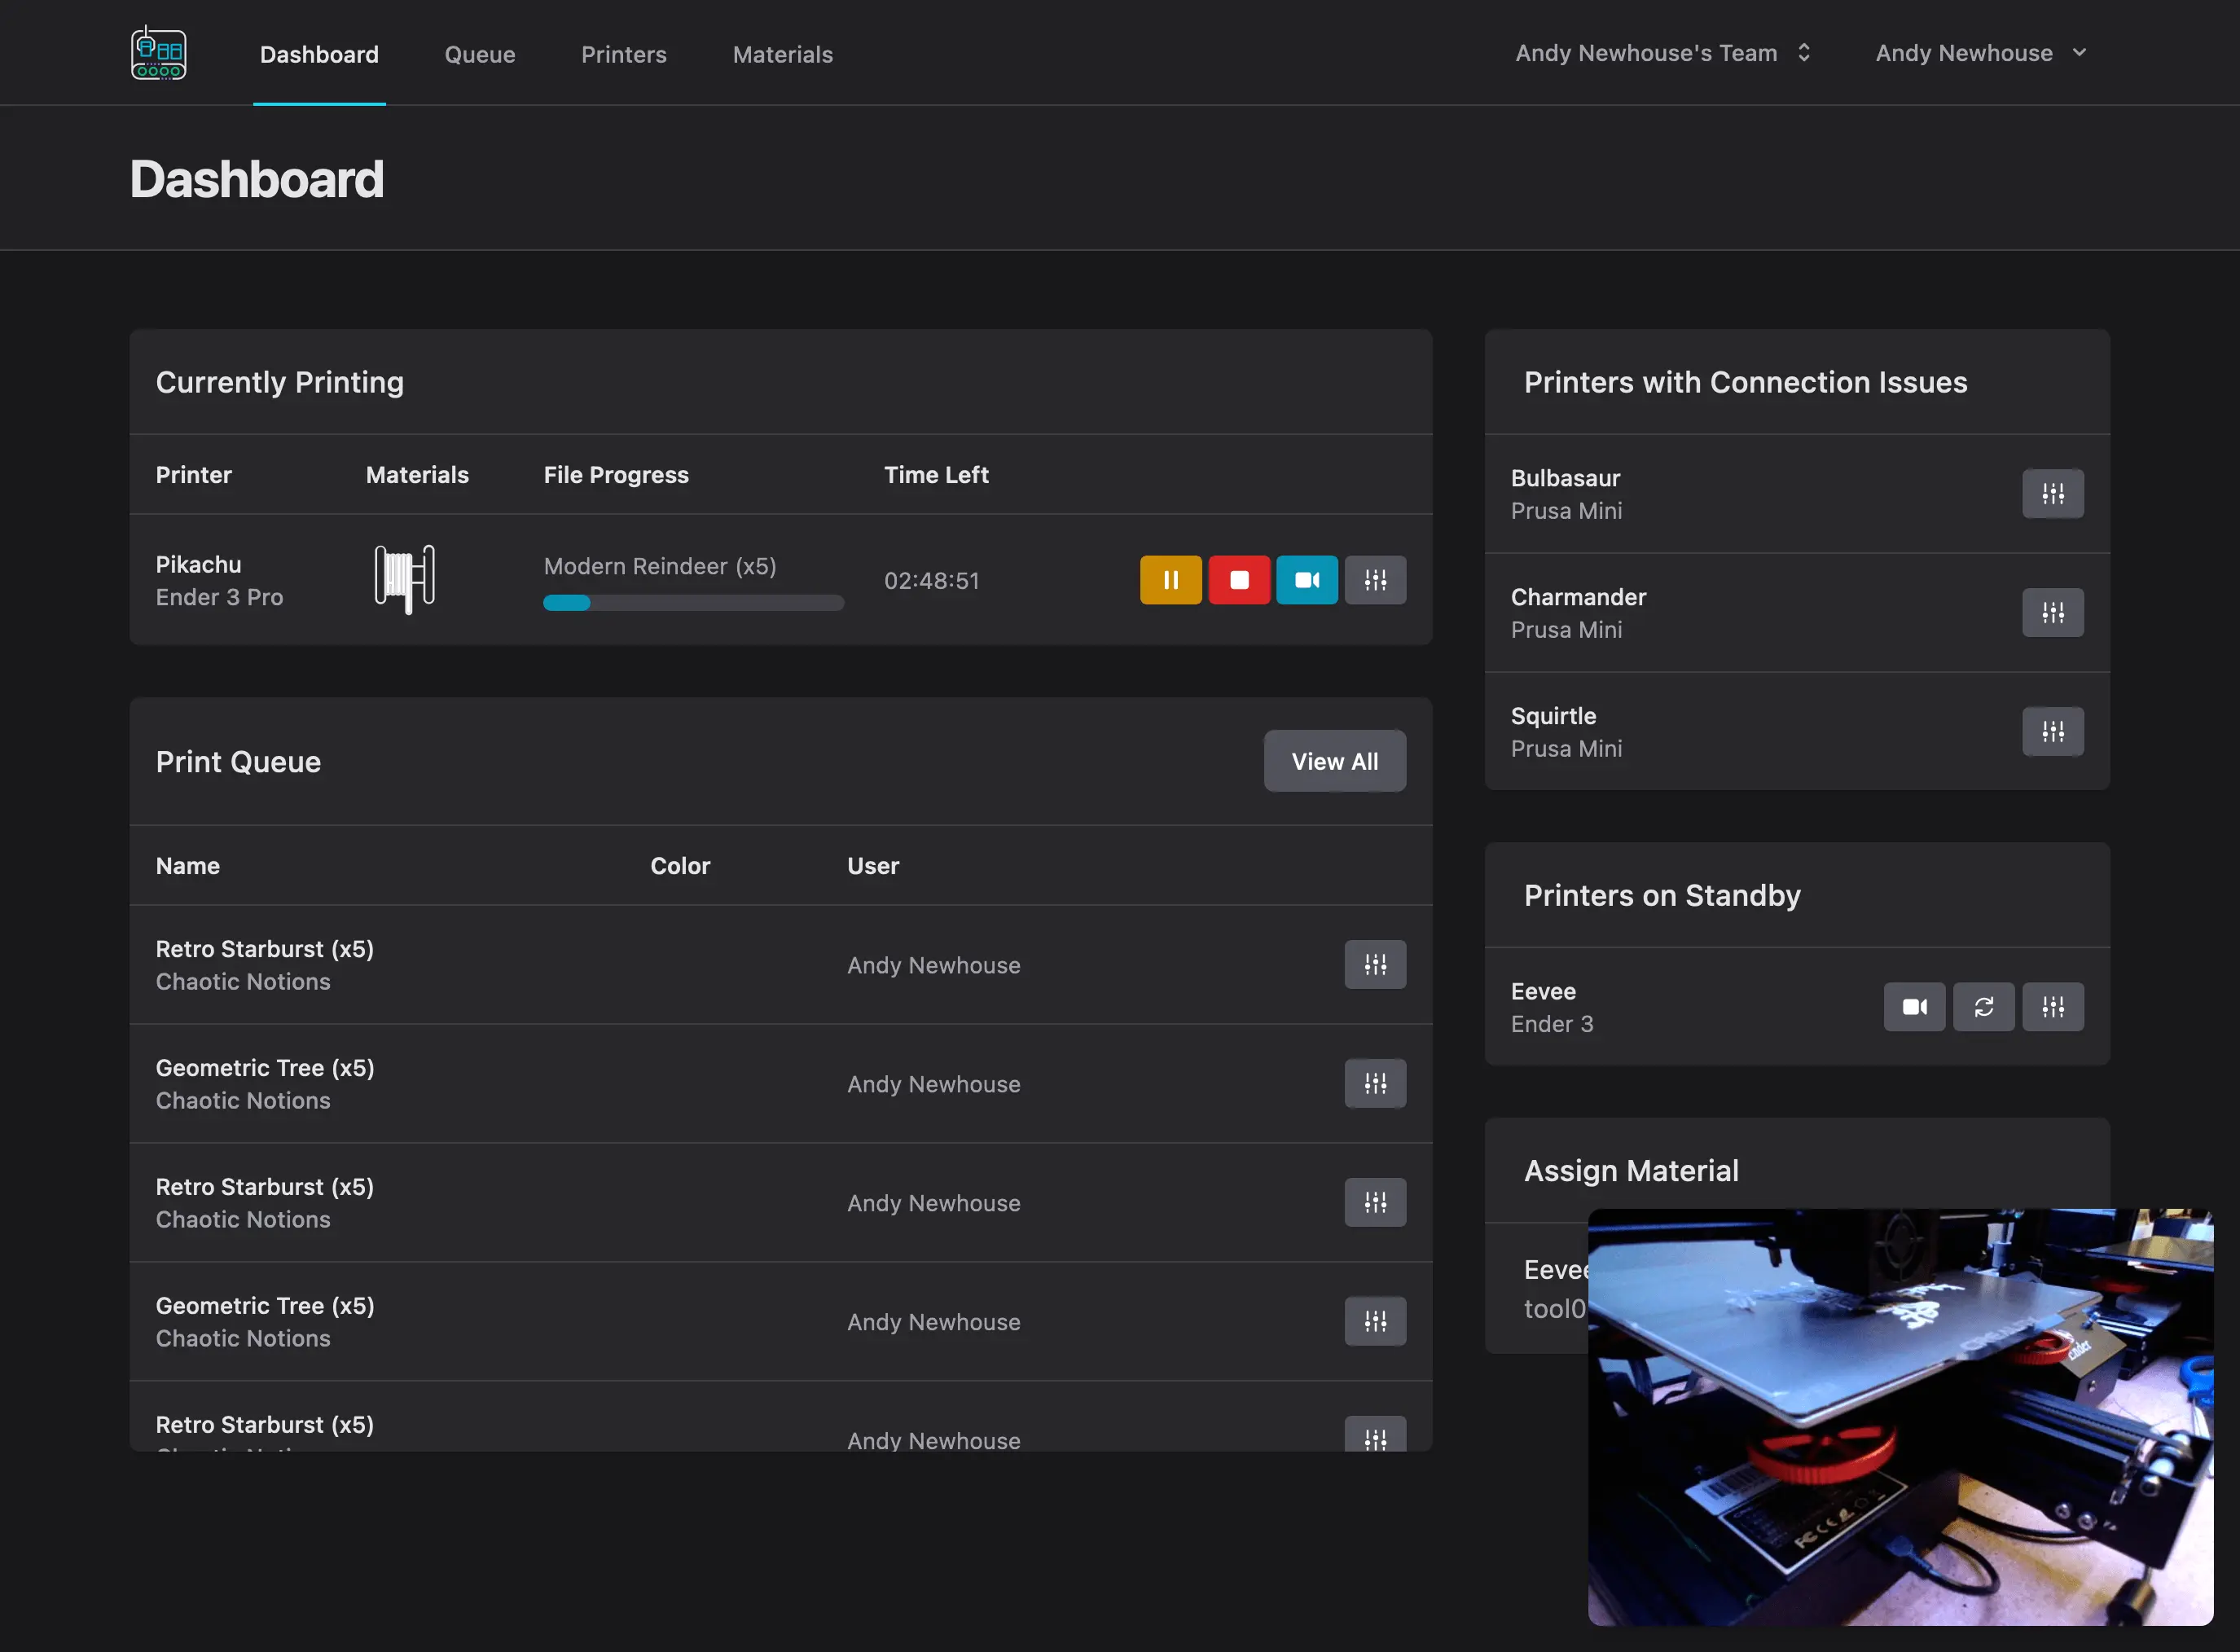 Dashboard
Queue
Printers
Materials
Andy Newhouse's Team
Andy Newhouse
Dashboard
Currently Printing
Printer
Materials
File Progress
Time Left
Pikachu
Ender 3 Pro
Modern Reindeer (x5)
02:48:51
Print Queue
View All
Name
Color
User
Retro Starburst (x5)
Chaotic Notions
Andy Newhouse
Geometric Tree (x5)
Chaotic Notions
Andy Newhouse
Retro Starburst (x5)
Chaotic Notions
Andy Newhouse
Geometric Tree (x5)
Chaotic Notions
Andy Newhouse
Retro Starburst (x5)
Andy Newhouse
Printers with Connection Issues
Bulbasaur
Prusa Mini
Charmander
Prusa Mini
Squirtle
Prusa Mini
Printers on Standby
Eevee
Ender 3
Assign Material
Eevee
tool0
FC CE